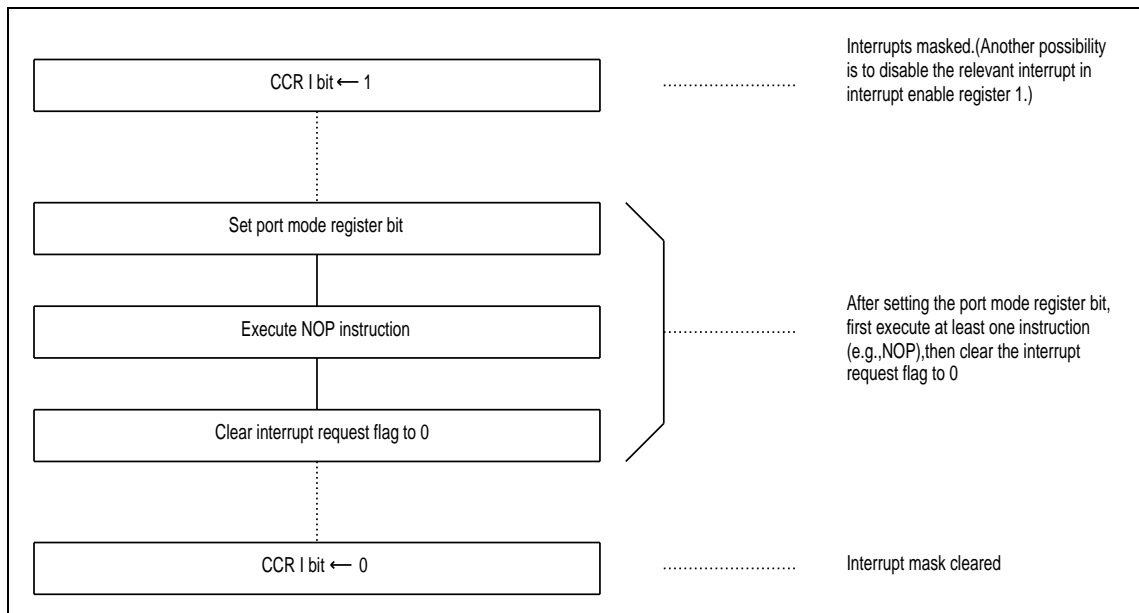 CCR I bit ← 1
Interrupts masked.(Another possibility
is to disable the relevant interrupt in
interrupt enable register 1.)
Set port mode register bit
Execute NOP instruction
Clear interrupt request flag to 0
After setting the port mode register bit,
first execute at least one instruction
(e.g.,NOP),then clear the interrupt
request flag to 0
CCR I bit ← 0
Interrupt mask cleared